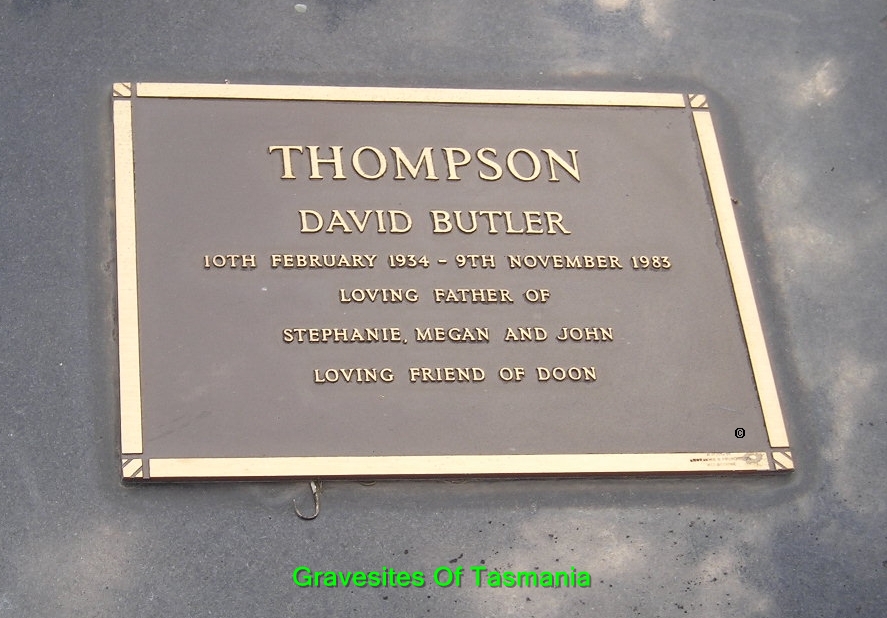 THOMPSON
DAVID BUTLER
10TH FEBRUARY 1934 - 9TH NOVEMBER 1983
LOVING FATHER OF
STEPHANIE, MEGAN AND JOHN
LOVING FRIEND OF DOON
©
Gravesites Of Tasmania